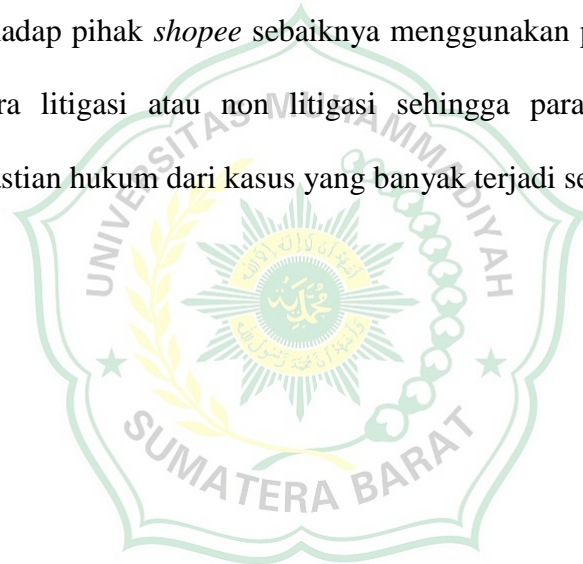 hadap pihak shopee sebaiknya menggunakan p
ra litigasi atau non litigasi sehingga para
astian hukum dari kasus yang banyak terjadi se
UNIVERSITAS MUHAMMADIYAH
SUMATERA BARAT